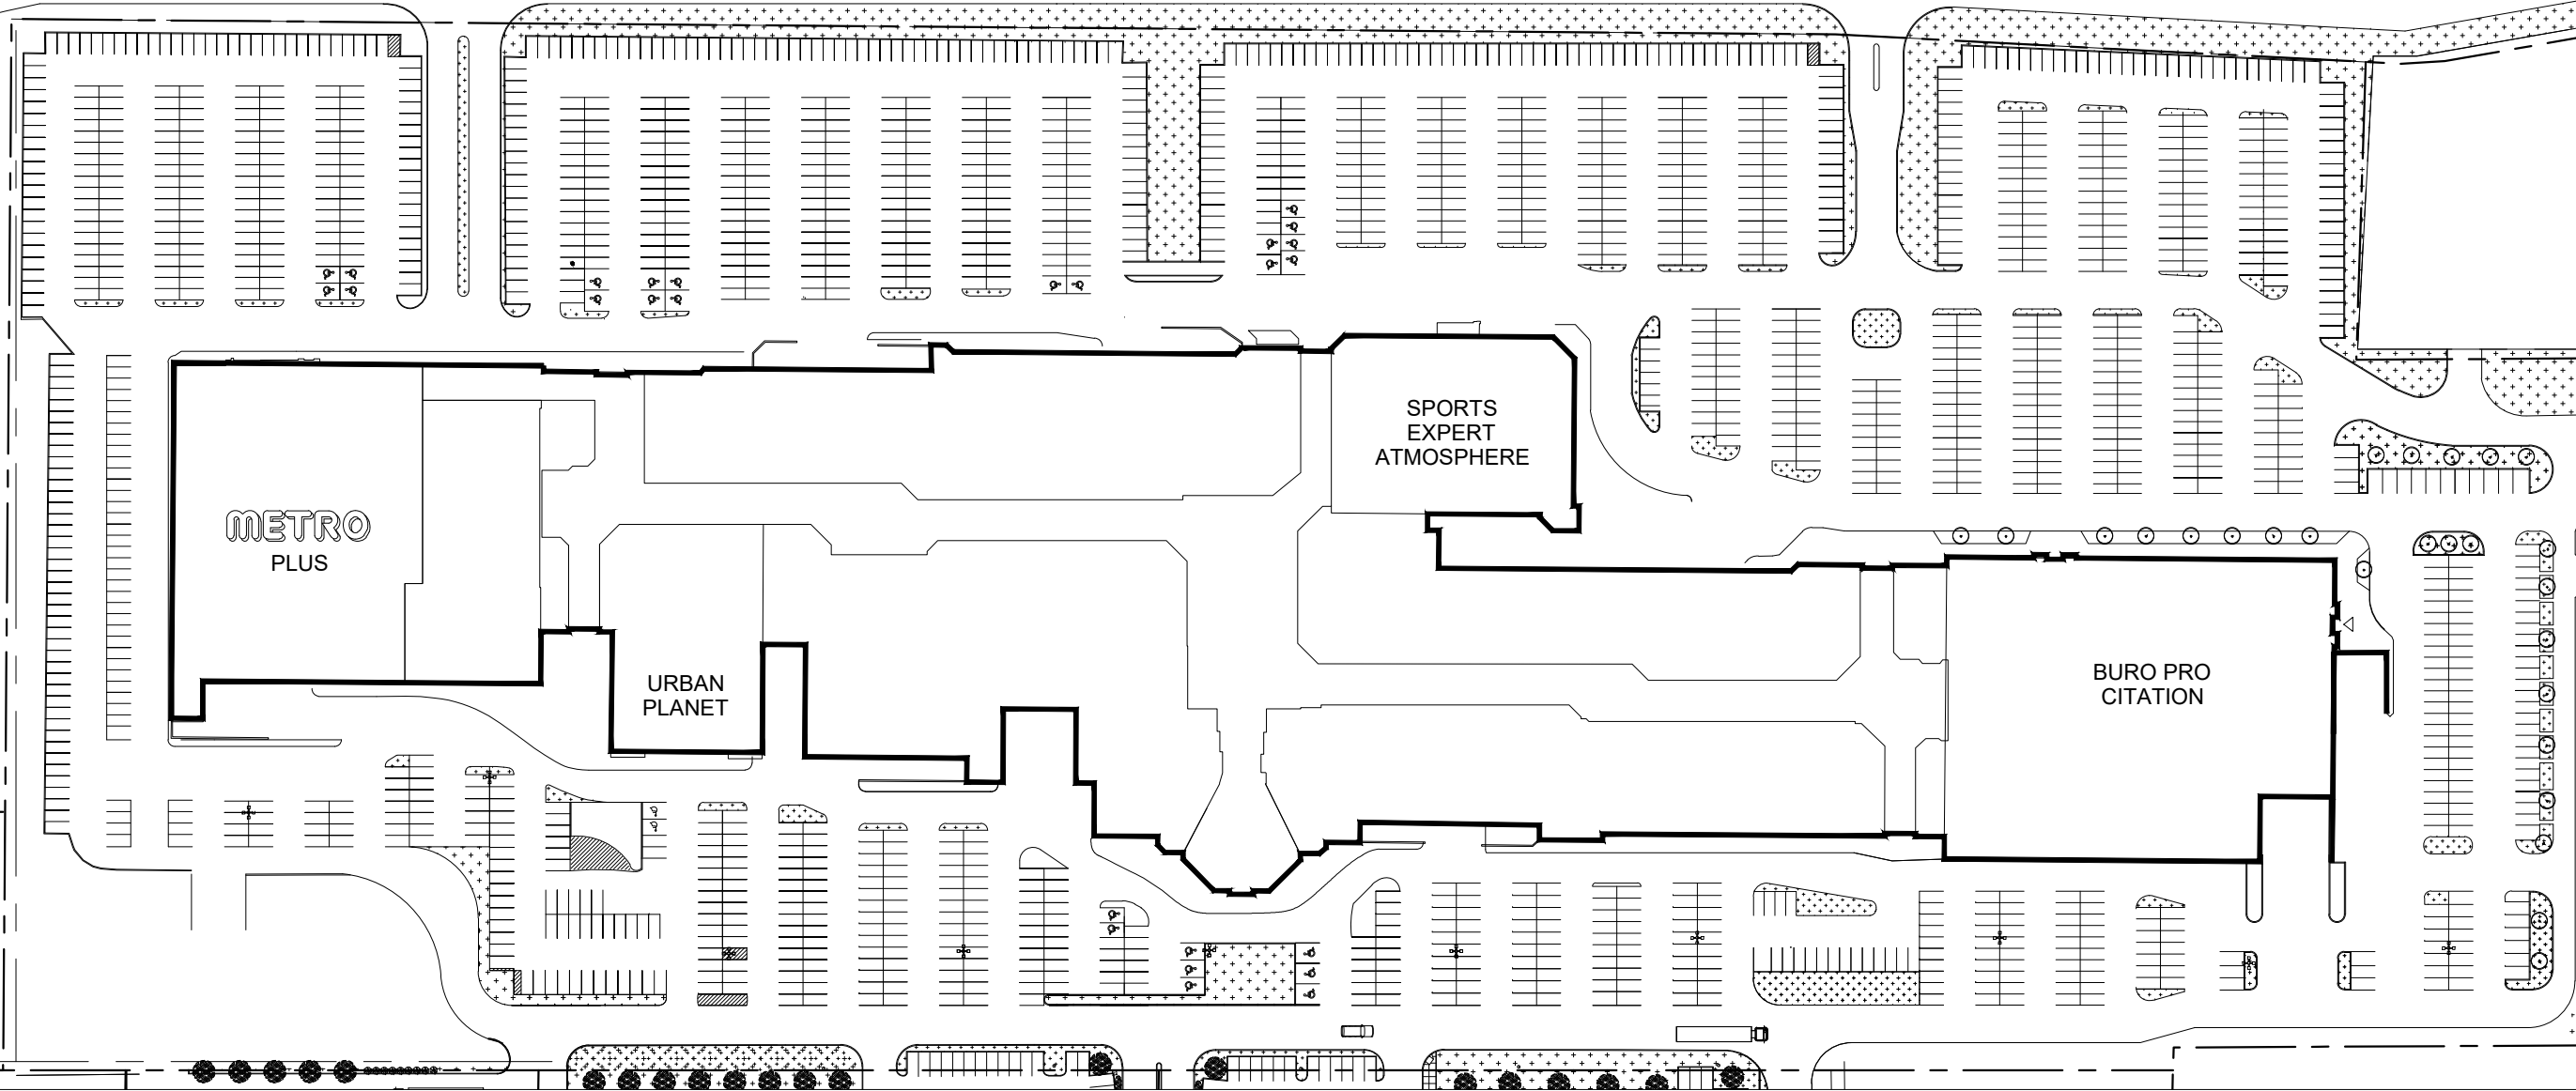 METRO
PLUS
URBAN
PLANET
SPORTS
EXPERT
ATMOSPHERE
BURO PRO
CITATION